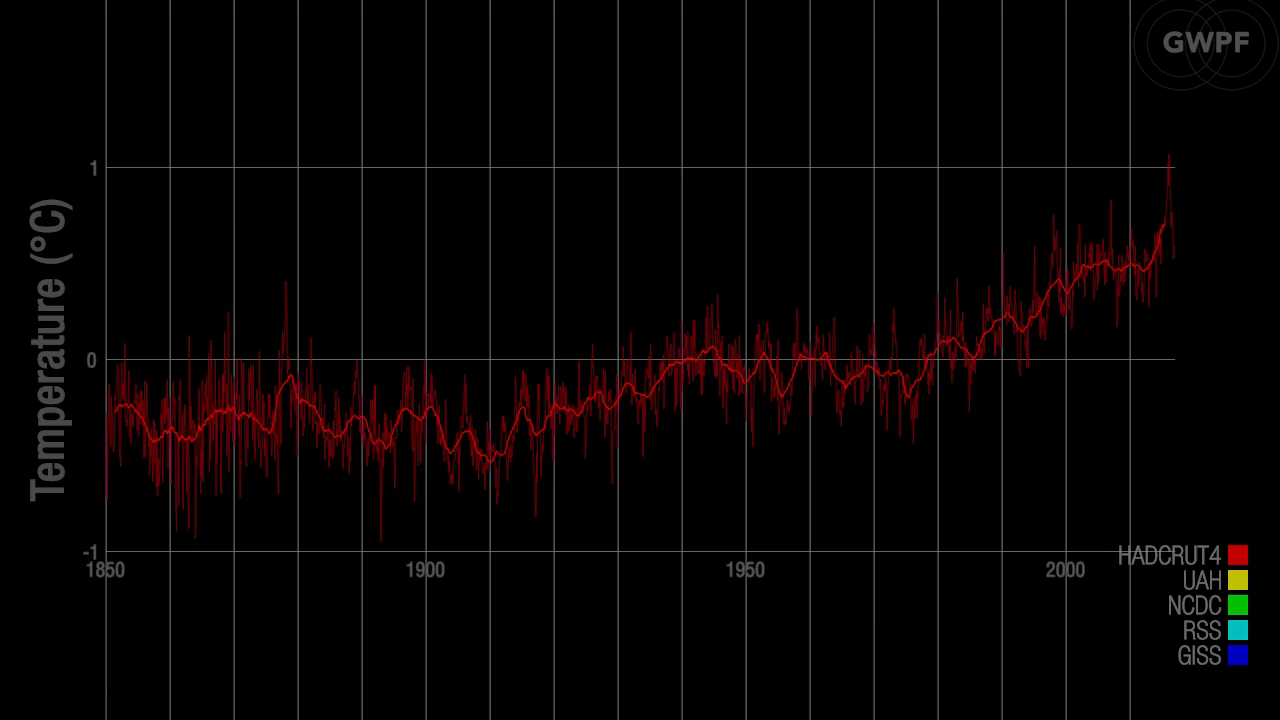 GWPF
Temperature (°C)
1
0
-1
1850
1900
1950
2000
HADCRUT4
UAH
NCDC
RSS
GISS